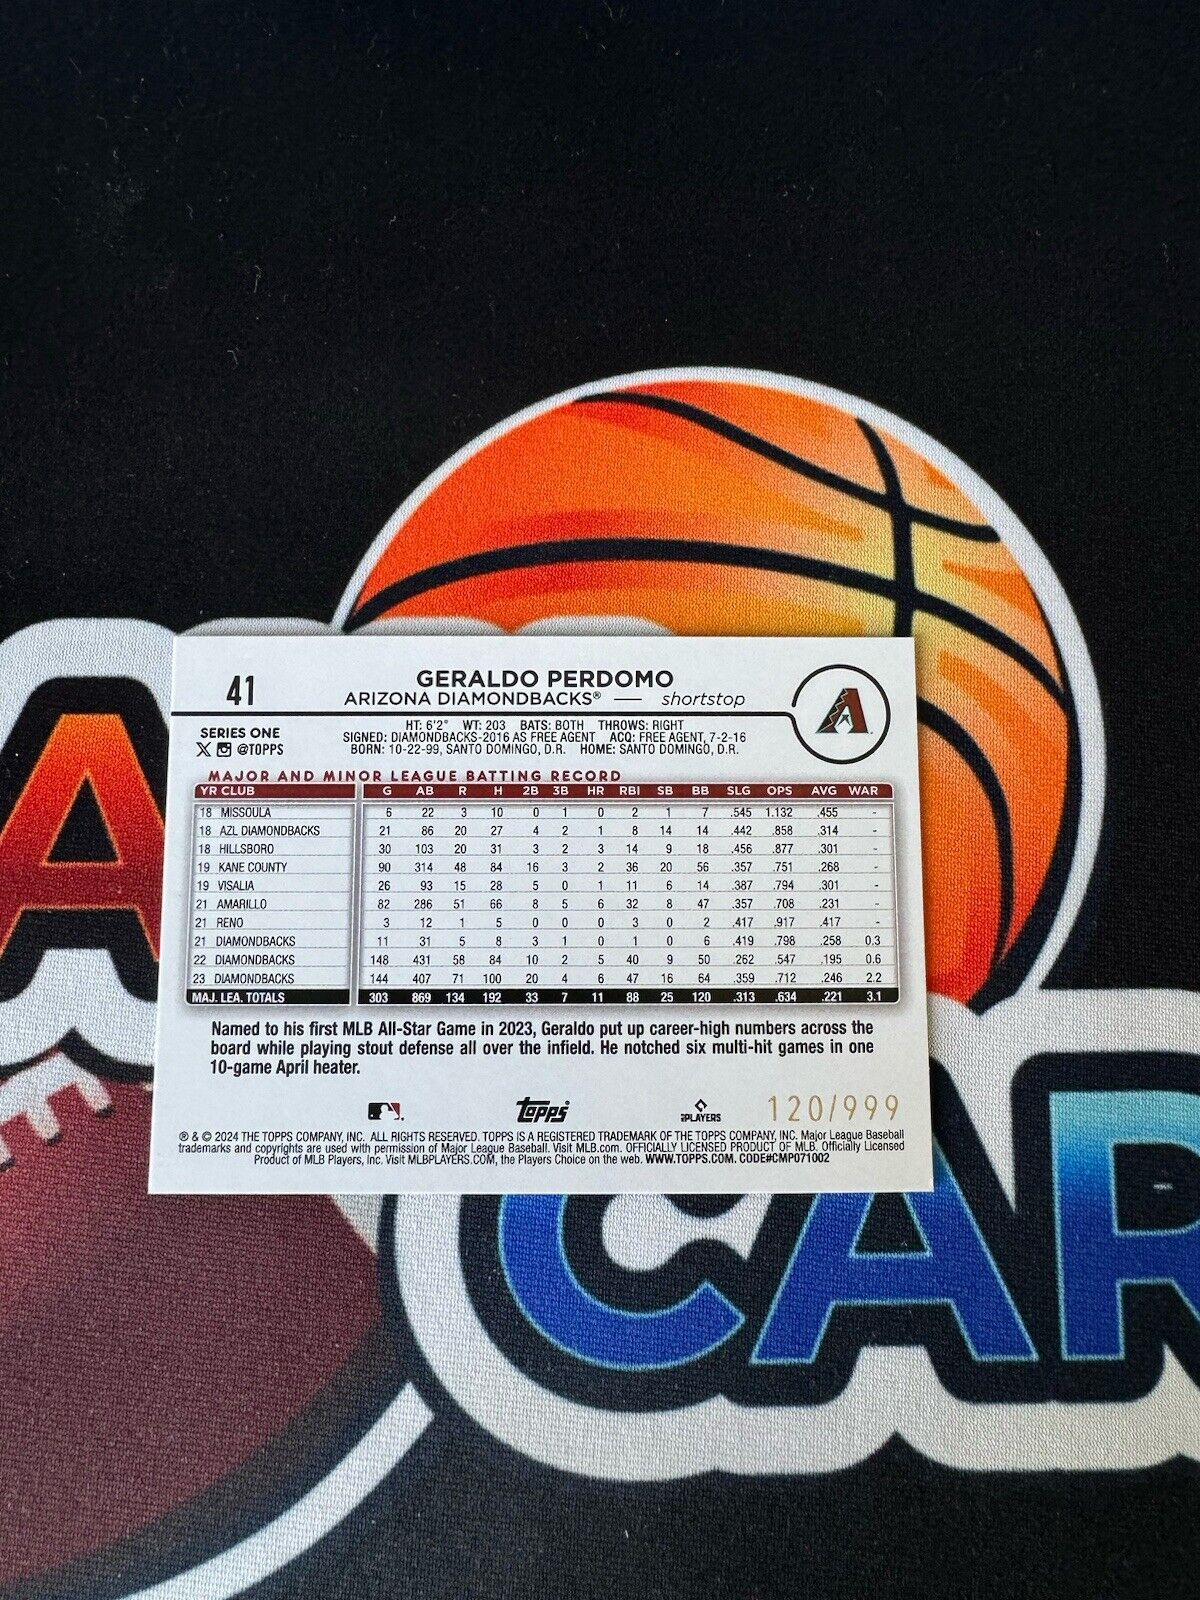 41
GERALDO PERDOMO
ARIZONA DIAMONDBACKS® — shortstop
SERIES ONE
@TOPPS
HT: 6'2" WT: 203 BATS: BOTH THROWS: RIGHT
SIGNED: DIAMONDBACKS-2016 AS FREE AGENT ACQ: FREE AGENT, 7-2-16
BORN: 10-22-99, SANTO DOMINGO, D.R. HOME: SANTO DOMINGO, D.R.
MAJOR AND MINOR LEAGUE BATTING RECORD
YR CLUB G AB R H 2B 3B HR RBI SB BB SLG OPS AVG WAR
18 MISSOULA 6 22 3 10 0 1 0 2 1 7 .545 1.132 .455 -
18 AZL DIAMONDBACKS 21 86 20 27 4 2 1 8 14 14 .442 .858 .314 -
18 HILLSBORO 30 103 20 31 3 2 3 14 9 18 .456 .877 .301 -
19 KANE COUNTY 90 314 48 84 16 3 2 36 20 56 .357 .751 .268 -
19 VISALIA 26 93 15 28 5 0 1 11 6 14 .387 .794 .301 -
21 AMARILLO 82 286 51 66 8 5 6 32 8 47 .357 .708 .231 -
21 RENO 3 12 1 5 0 0 0 3 0 2 .417 .917 .417 -
21 DIAMONDBACKS 11 31 5 8 3 1 0 1 0 6 .419 .798 .258 0.3
22 DIAMONDBACKS 148 431 58 84 10 2 5 40 9 50 .262 .547 .195 0.6
23 DIAMONDBACKS 144 407 71 100 20 4 6 47 16 64 .359 .712 .246 2.2
MAJ. LEA. TOTALS 303 869 134 192 33 7 11 88 25 120 .313 .634 .221 3.1
Named to his first MLB All-Star Game in 2023, Geraldo put up career-high numbers across the
board while playing stout defense all over the infield. He notched six multi-hit games in one
10-game April heater.
Topps
PLAYERS
120/999
℗ & © 2024 THE TOPPS COMPANY, INC. ALL RIGHTS RESERVED. TOPPS IS A REGISTERED TRADEMARK OF THE TOPPS COMPANY, INC. Major League Baseball
trademarks and copyrights are used with permission of Major League Baseball. Visit MLB.com. OFFICIALLY LICENSED PRODUCT OF MLB. Officially Licensed
Product of MLB Players, Inc. Visit MLBPLAYERS.COM, the Players Choice on the web. WWW.TOPPS.COM. CODE#CMP071002
A
CAR